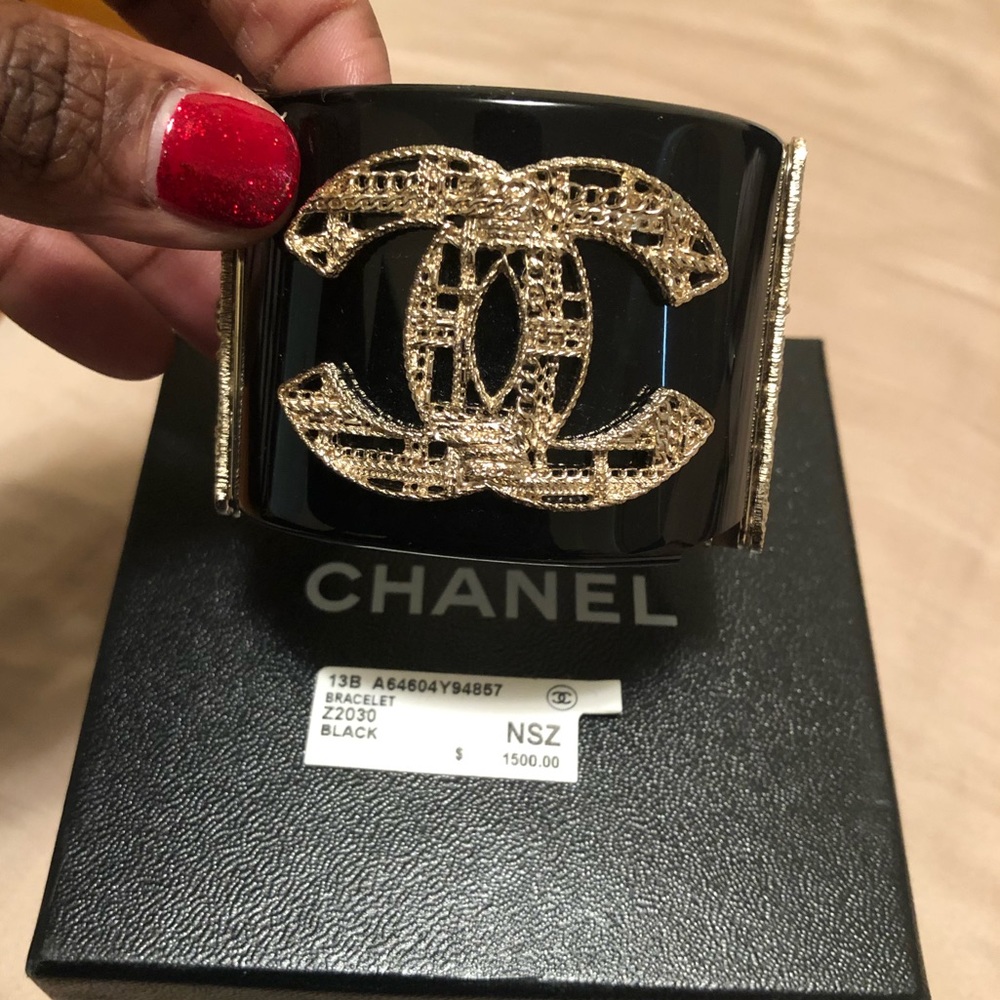 CHANEL
13B A64604Y94857
BRACELET
Z2030
BLACK
NSZ
$ 1500.00